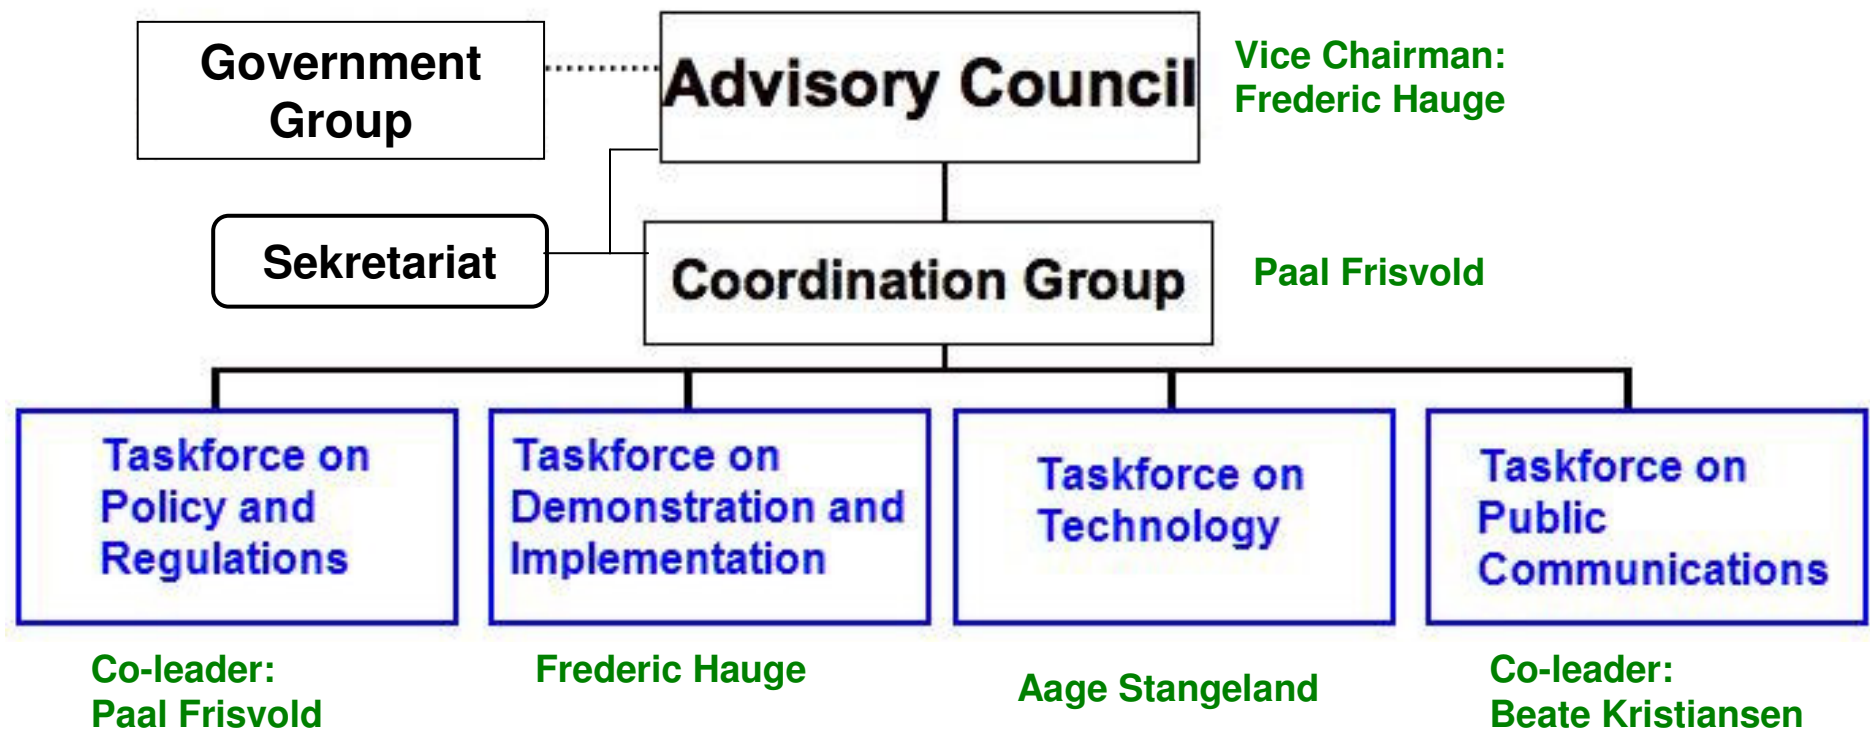 Government
Group
Advisory Council
Vice Chairman:
Frederic Hauge
Sekretariat
Coordination Group
Paal Frisvold
Taskforce on
Policy and
Regulations
Taskforce on
Demonstration and
Implementation
Taskforce on
Technology
Taskforce on
Public
Communications
Co-leader:
Paal Frisvold
Frederic Hauge
Aage Stangeland
Co-leader:
Beate Kristiansen